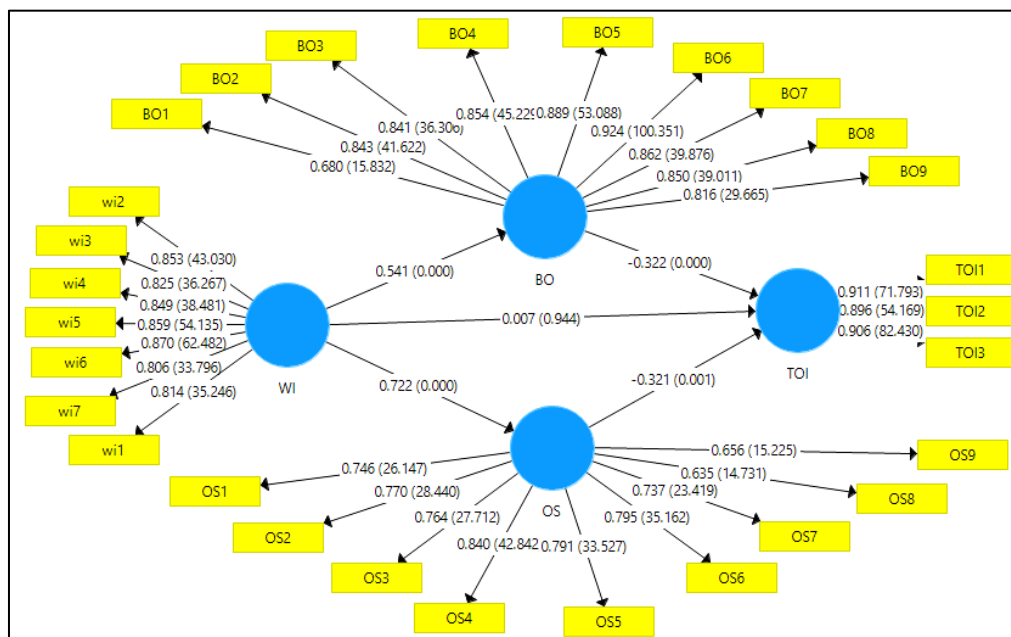 BO4
BO5
BO3
BO6
BO2
BO7
BO1
BO8
BO9
0.854 (45.229
0.889 (53.088)
0.841 (36.306)
0.924 (100.351)
0.843 (41.622)
0.862 (39.876)
0.680 (15.832)
0.850 (39.011)
0.816 (29.665)
wi2
wi3
wi4
wi5
wi6
wi7
wi1
0.853 (43.030)
0.825 (36.267)
0.849 (38.481)
0.859 (54.135)
0.870 (62.482)
0.806 (33.796)
0.814 (35.246)
WI
0.541 (0.000)
BO
-0.322 (0.000)
0.007 (0.944)
0.722 (0.000)
-0.321 (0.001)
TOI
0.911 (71.793)
0.896 (54.169)
0.906 (82.430)
TOI1
TOI2
TOI3
OS
0.746 (26.147)
0.770 (28.440)
0.764 (27.712)
0.840 (42.842
0.791 (33.527)
0.795 (35.162)
0.737 (23.419)
0.635 (14.731)
0.656 (15.225)
OS1
OS2
OS3
OS4
OS5
OS6
OS7
OS8
OS9